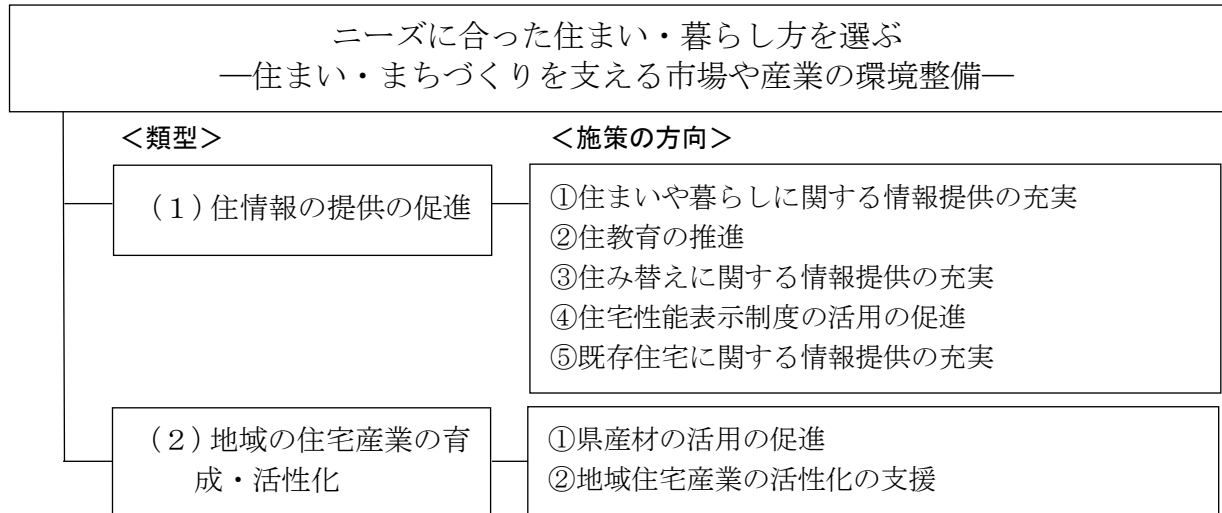 ニーズに合った住まい・暮らし方を選ぶ
―住まい・まちづくりを支える市場や産業の環境整備―
＜類型＞
＜施策の方向＞
（１）住情報の提供の促進
①住まいや暮らしに関する情報提供の充実
②住教育の推進
③住み替えに関する情報提供の充実
④住宅性能表示制度の活用の促進
⑤既存住宅に関する情報提供の充実
（２）地域の住宅産業の育
成・活性化
①県産材の活用の促進
②地域住宅産業の活性化の支援